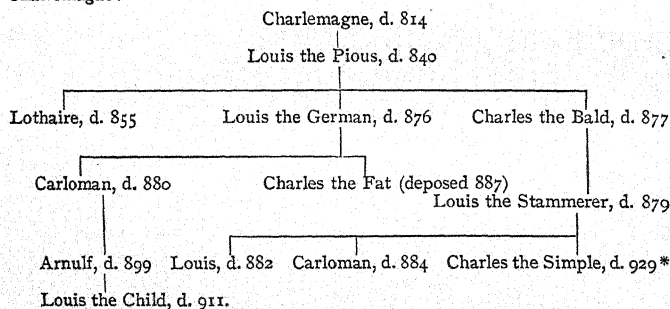 Charlemagne, d. 814
Louis the Pious, d. 840
Lothaire, d. 855 Louis the German, d. 876 Charles the Bald, d. 877
Carloman, d. 880 Charles the Fat (deposed 887)
Louis the Stammerer, d. 879
Arnulf, d. 899 Louis, d. 882 Carloman, d. 884 Charles the Simple, d. 929*
Louis the Child, d. 911.